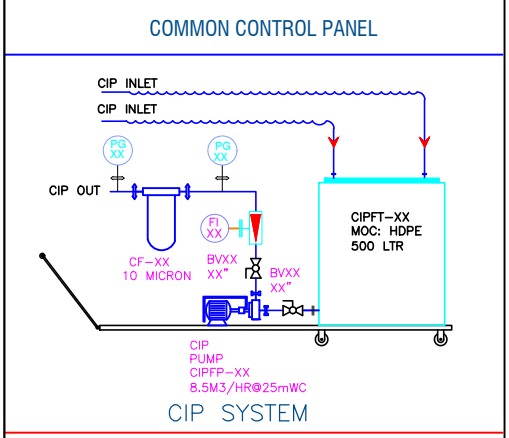 COMMON CONTROL PANEL
CIP INLET
CIP INLET
PG
XX
PG
XX
CIP OUT
FI
XX
CIPFT-XX
MOC: HDPE
500 LTR
CF-XX
10 MICRON
BVXX
XX"
BVXX
XX"
CIP
PUMP
CIPFP-XX
8.5M3/HR@25mWC
CIP SYSTEM